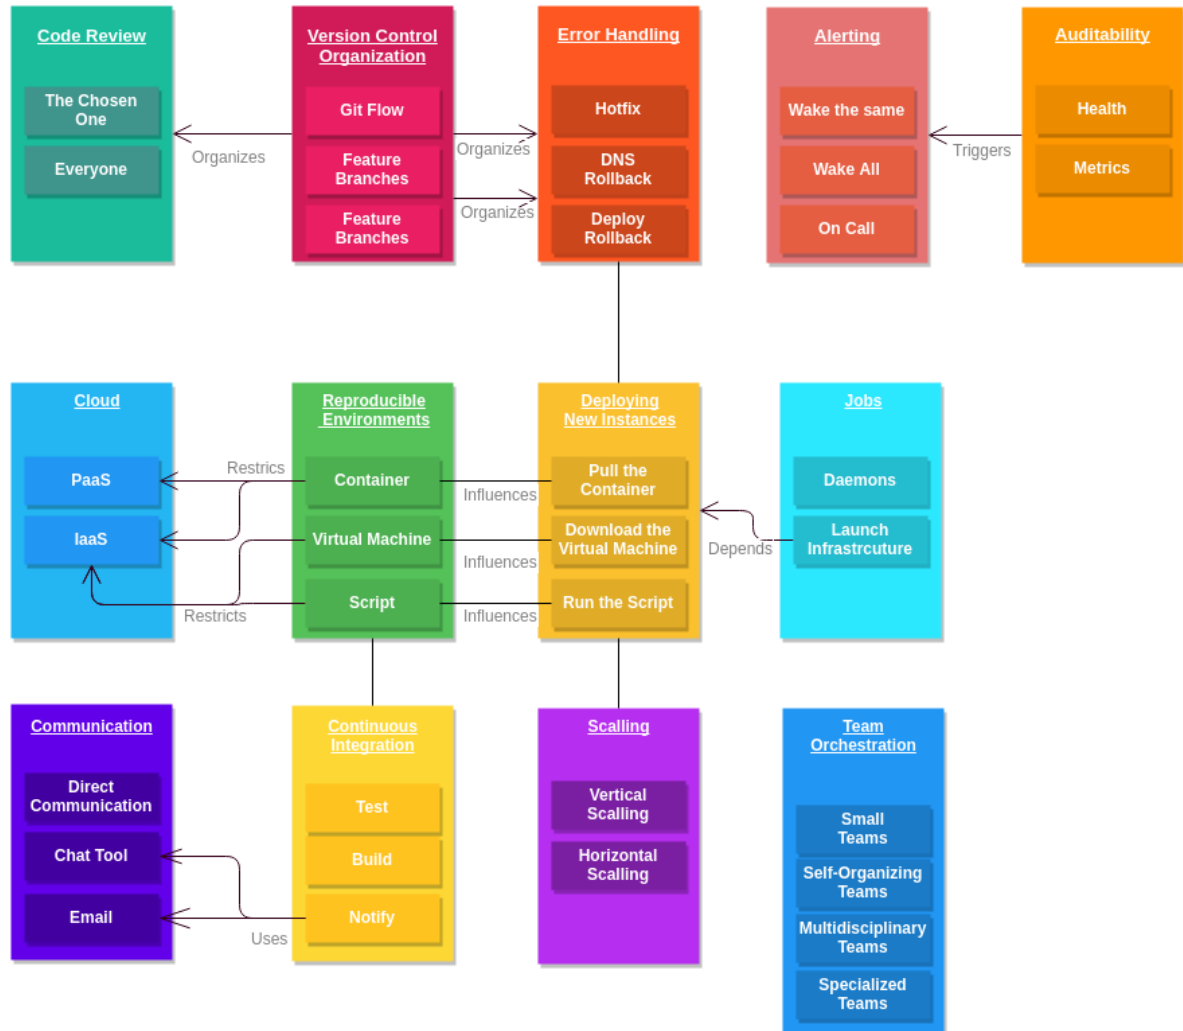 Code Review
The Chosen
One
Everyone
Organizes
Version Control
Organization
Git Flow
Feature
Branches
Feature
Branches
Organizes
Organizes
Error Handling
Hotfix
DNS
Rollback
Deploy
Rollback
Alerting
Wake the same
Wake All
On Call
Triggers
Auditability
Health
Metrics
Cloud
PaaS
IaaS
Restrics
Restricts
Reproducible
Environments
Container
Virtual Machine
Script
Influences
Influences
Influences
Deploying
New Instances
Pull the
Container
Download the
Virtual Machine
Run the Script
Depends
Jobs
Daemons
Launch
Infrastrcuture
Communication
Direct
Communication
Chat Tool
Email
Uses
Continuous
Integration
Test
Build
Notify
Scalling
Vertical
Scalling
Horizontal
Scalling
Team
Orchestration
Small
Teams
Self-Organizing
Teams
Multidisciplinary
Teams
Specialized
Teams